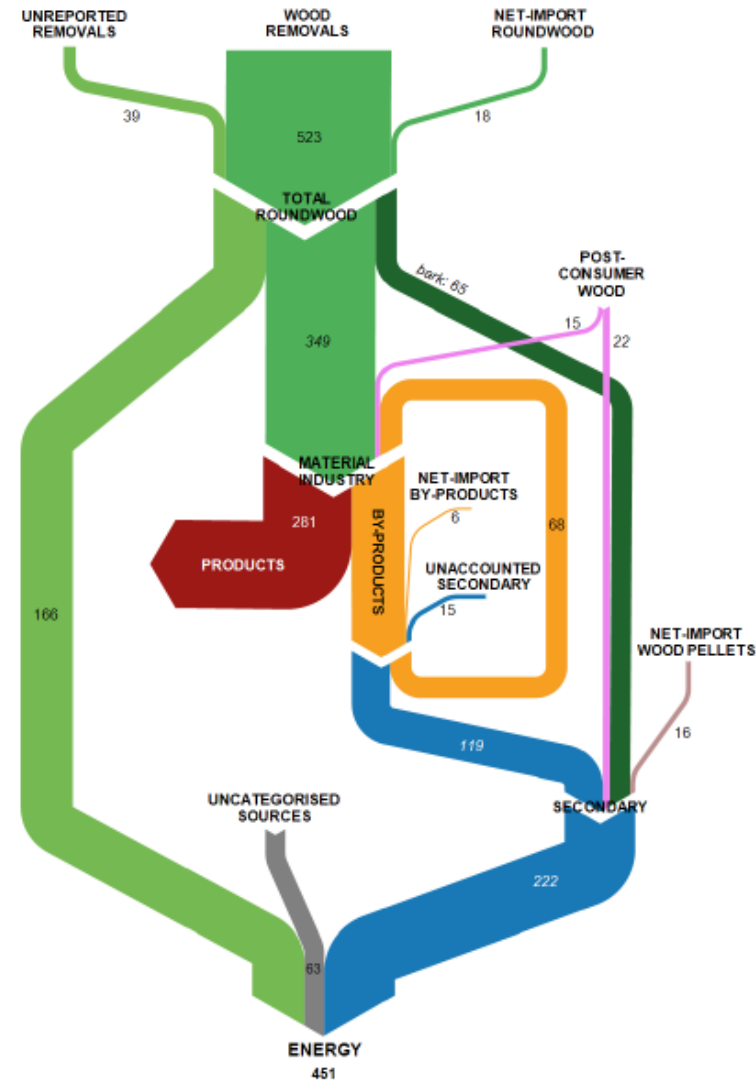 UNREPORTED
REMOVALS
WOOD
REMOVALS
NET-IMPORT
ROUNDWOOD
39
523
18
TOTAL
ROUNDWOOD
bark: 65
POST-
CONSUMER
WOOD
15
22
349
MATERIAL
INDUSTRY
NET-IMPORT
BY-PRODUCTS
6
281
BY-PRODUCTS
68
PRODUCTS
UNACCOUNTED
SECONDARY
15
166
NET-IMPORT
WOOD PELLETS
16
119
UNCATEGORISED
SOURCES
SECONDARY
222
63
ENERGY
451